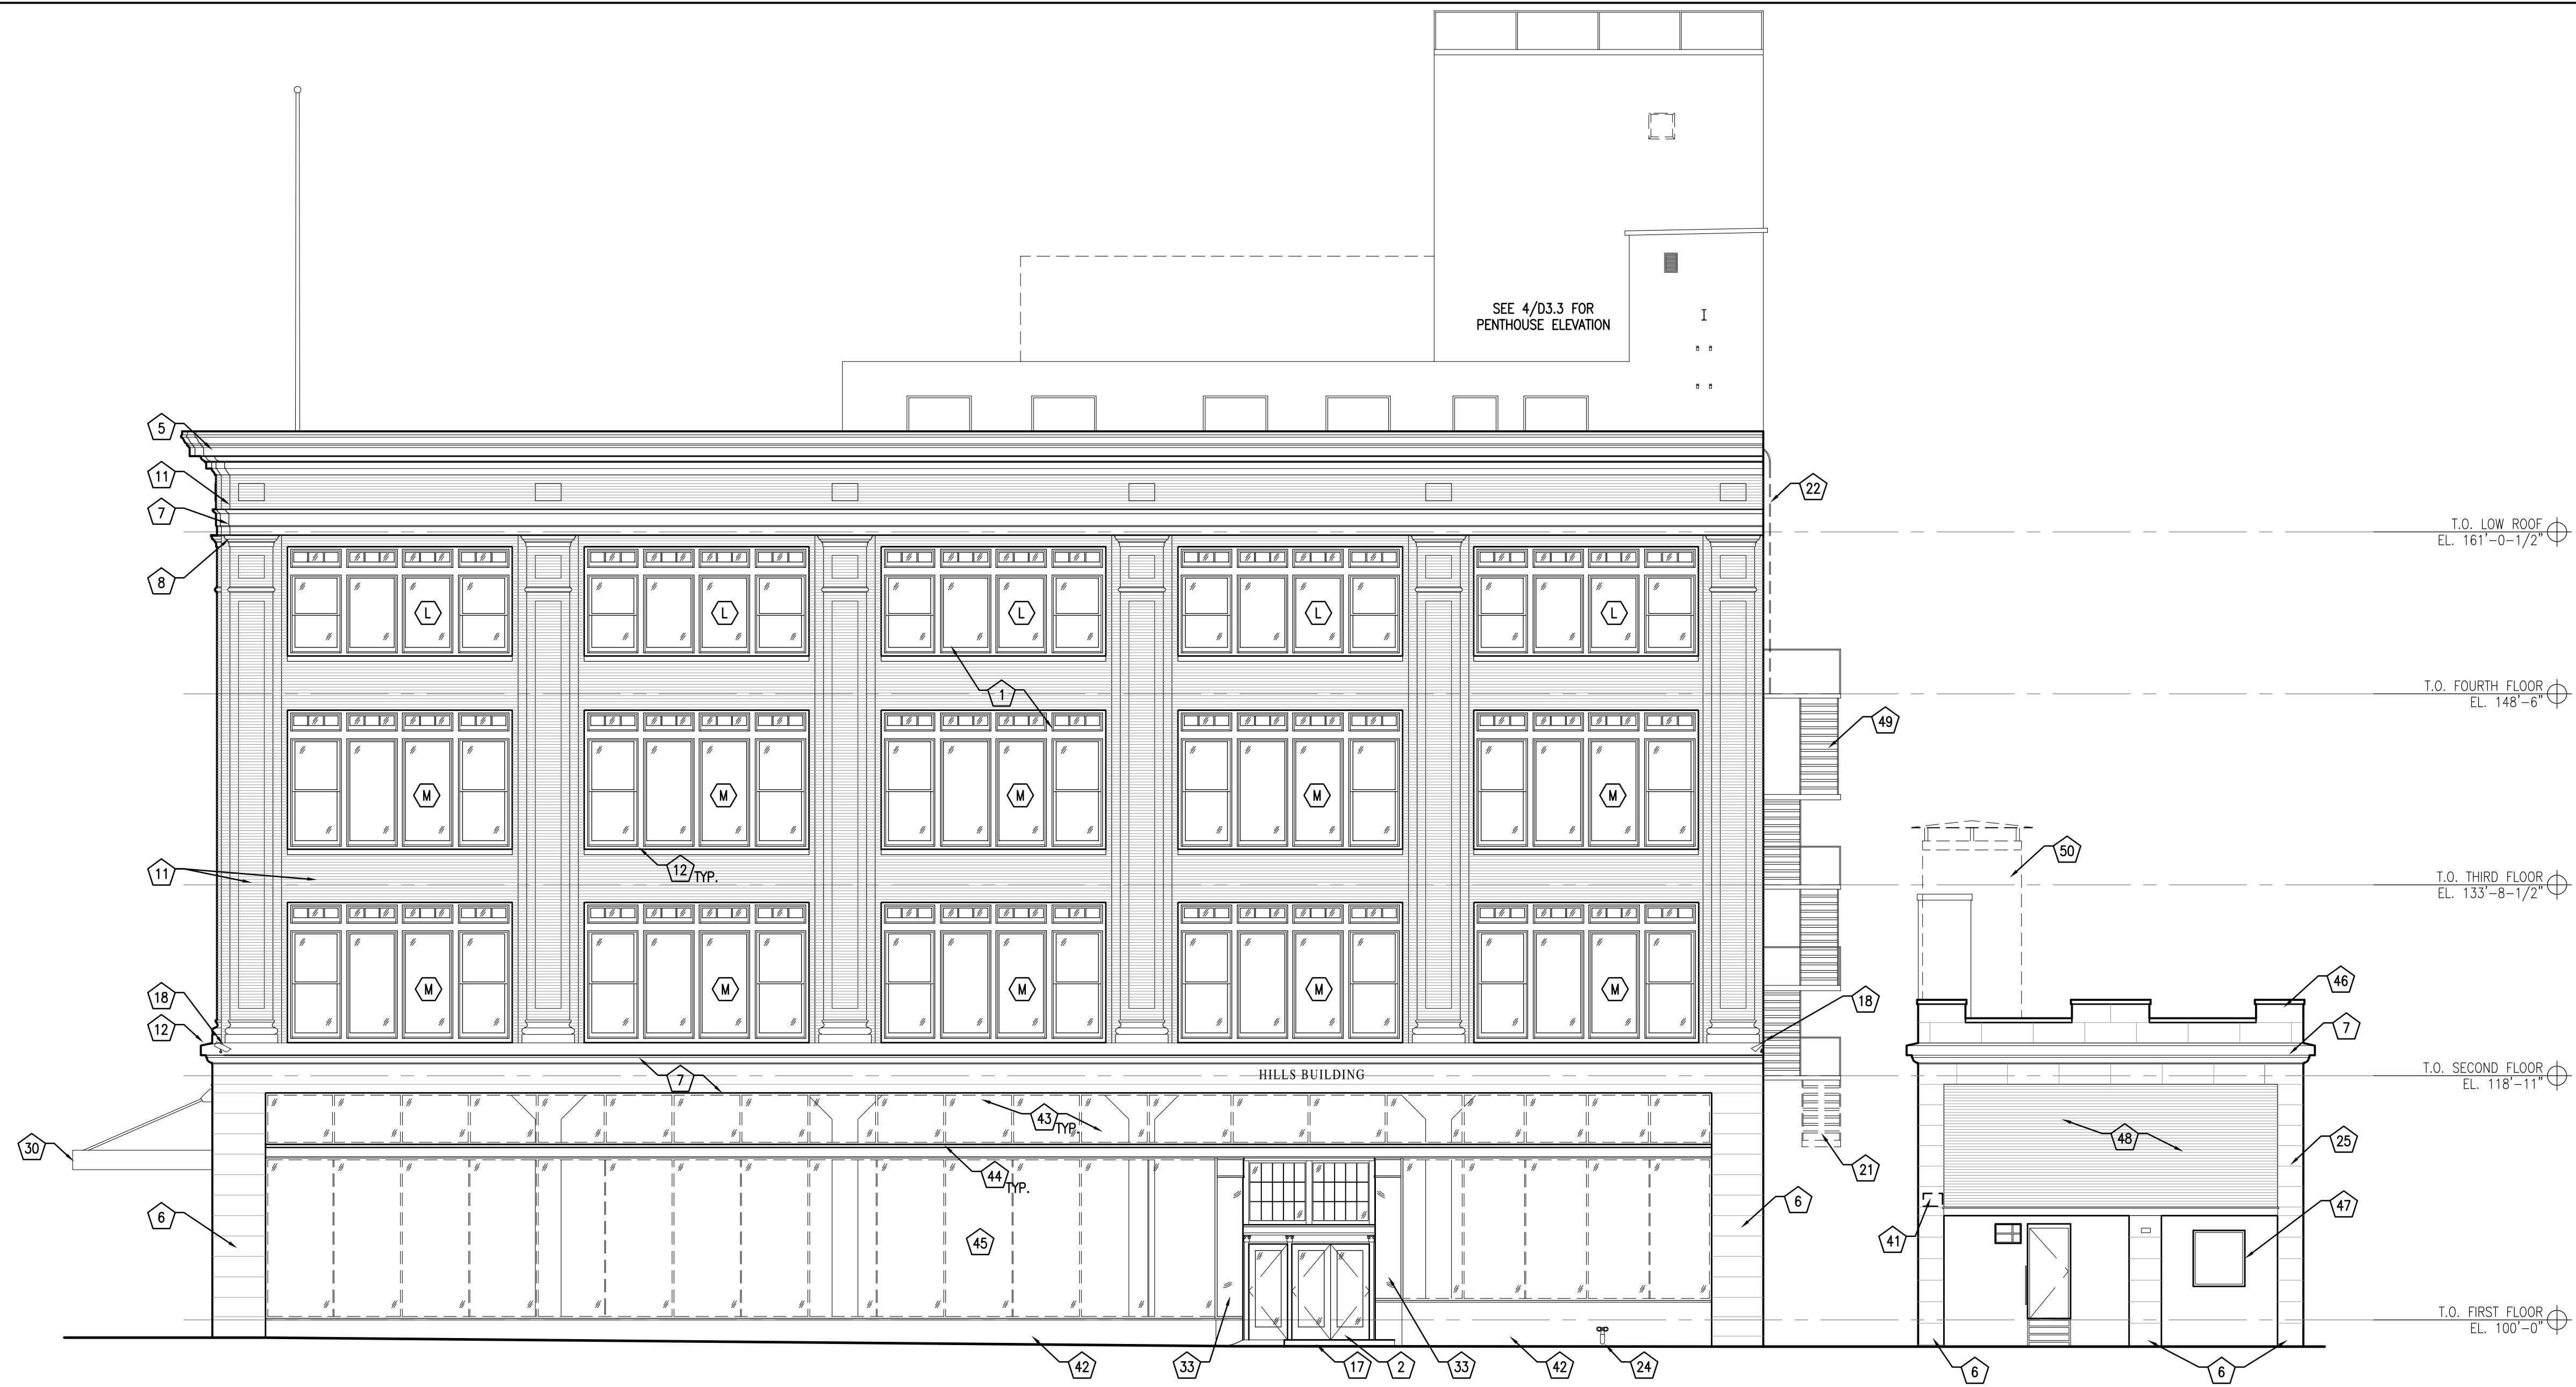 SEE 4/D3.3 FOR
PENTHOUSE ELEVATION
5
11
22
7
T.O. LOW ROOF
EL. 161'-0-1/2"
8
L
L
L
L
L
1
T.O. FOURTH FLOOR
EL. 148'-6"
49
M
M
M
M
M
50
11
12 TYP.
T.O. THIRD FLOOR
EL. 133'-8-1/2"
M
M
M
M
M
46
18
18
12
7
HILLS BUILDING
7
T.O. SECOND FLOOR
EL. 118'-11"
43 TYP.
48
25
30
21
44 TYP.
6
6
47
45
41
T.O. FIRST FLOOR
EL. 100'-0"
42
33
17
2
33
42
24
6
6